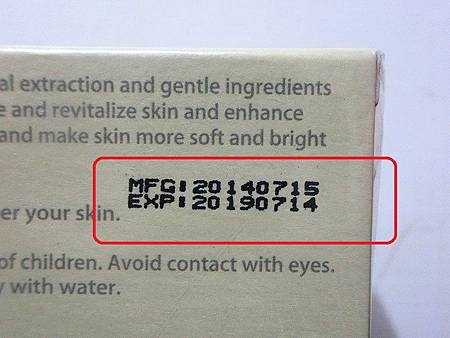 al extraction and gentle ingredients
e and revitalize skin and enhance
and make skin more soft and bright
MFG:20140715
EXP:20190714
er your skin.
of children. Avoid contact with eyes.
y with water.